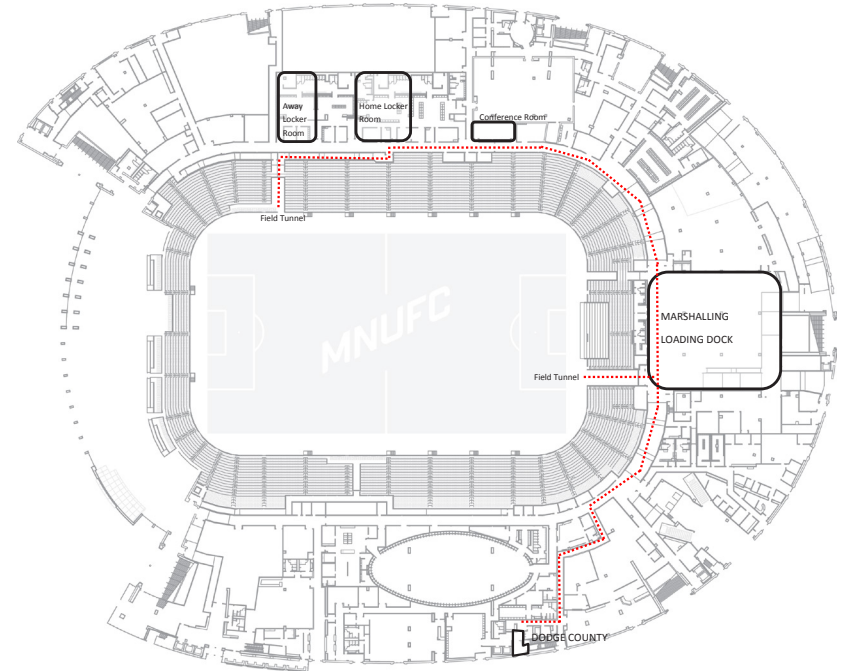 Away
Locker
Room
Home Locker
Room
Conference Room
Field Tunnel
MNUFC
MARSHALLING
LOADING DOCK
Field Tunnel
DODGE COUNTY